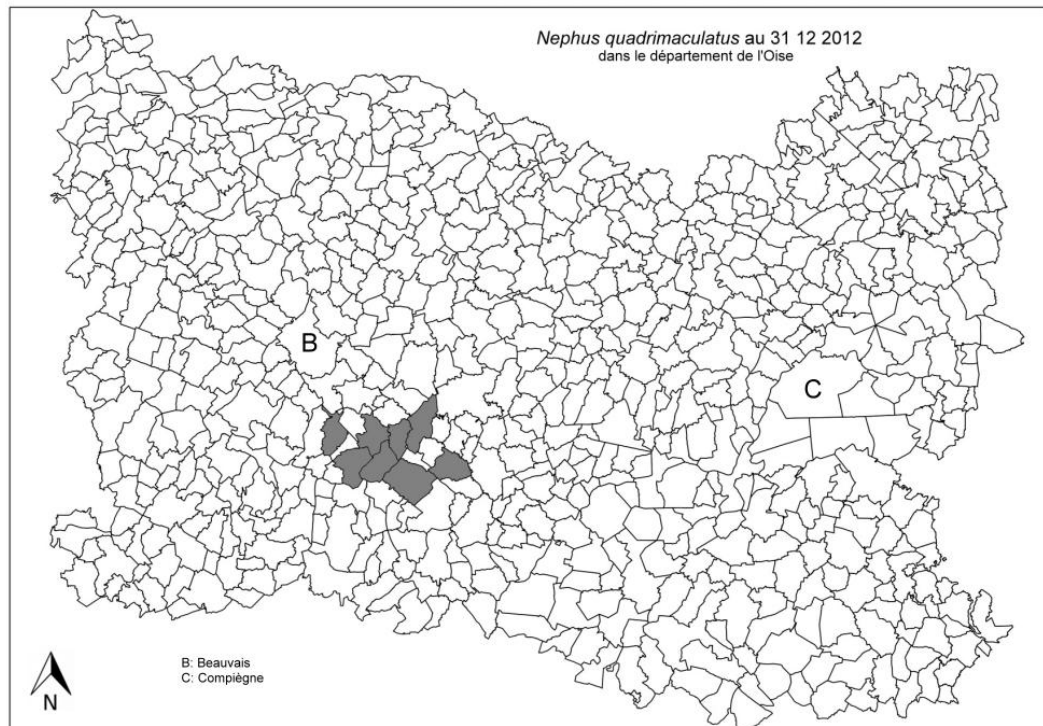 Nephus quadrimaculatus au 31 12 2012
dans le département de l'Oise
B
C
B: Beauvais
C: Compiègne
N